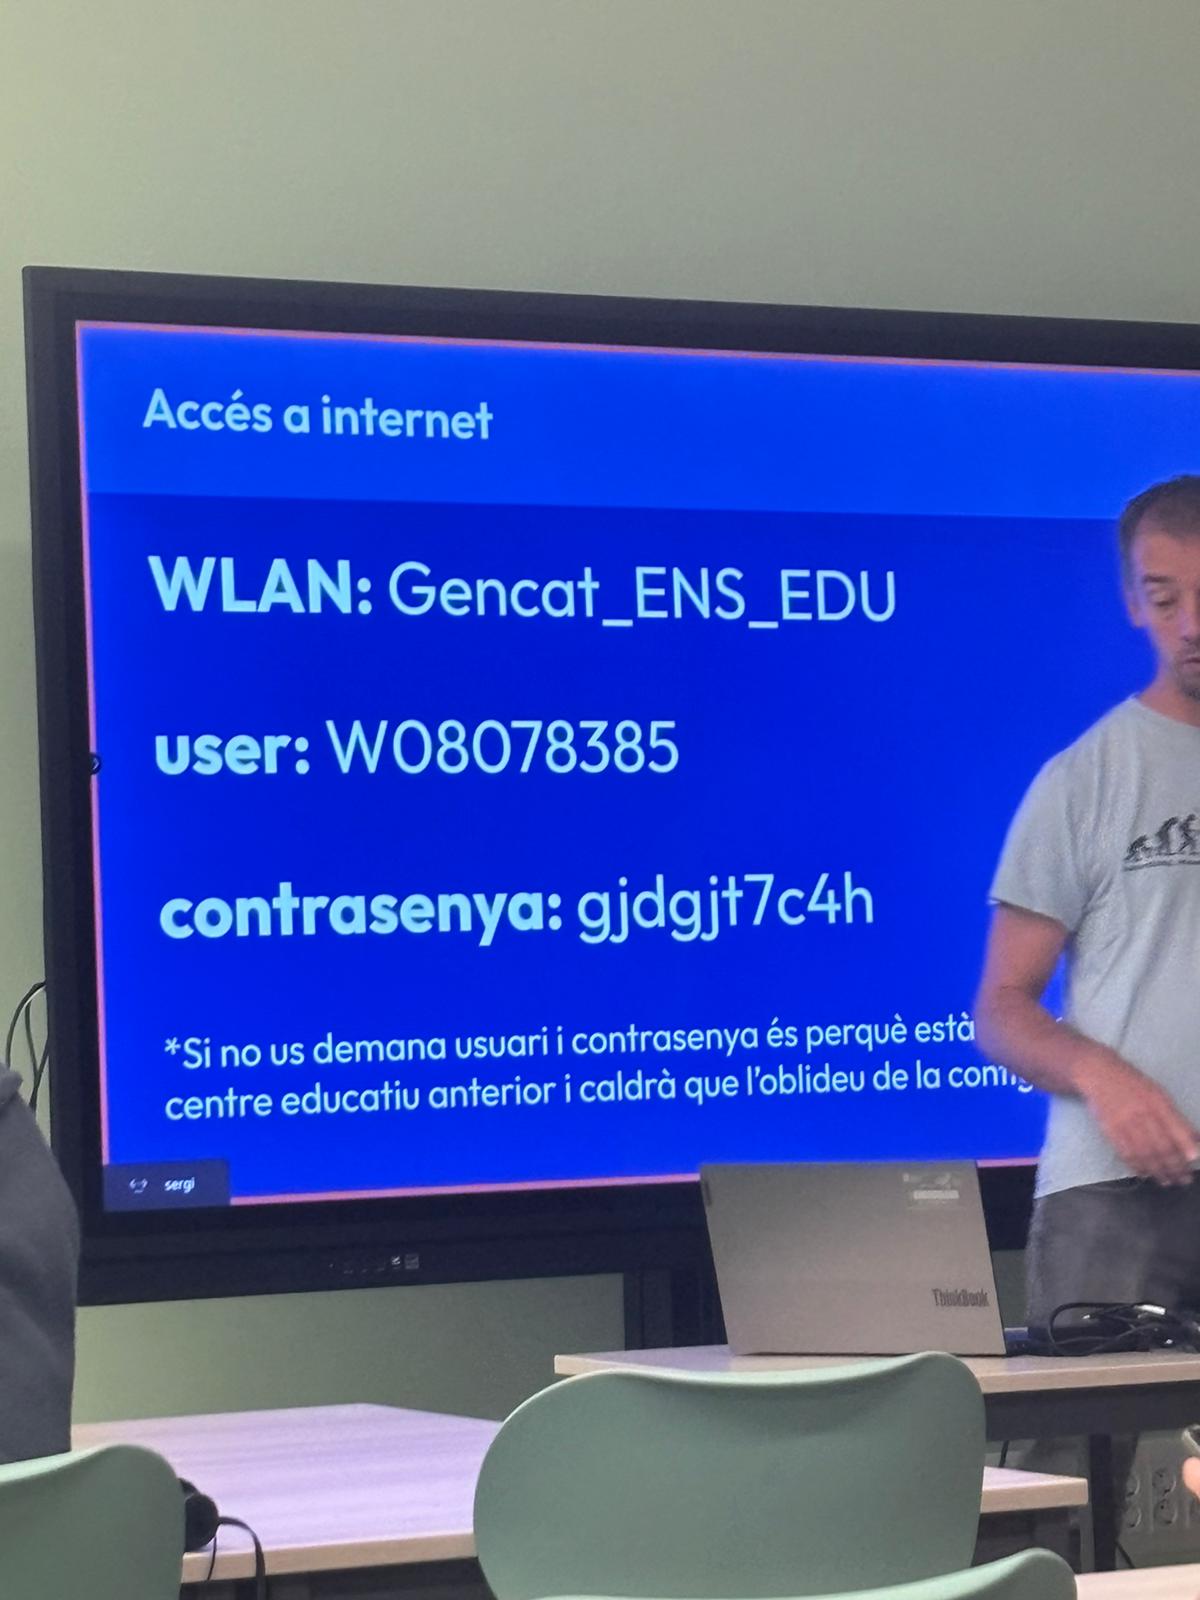 Accés a internet
WLAN: Gencat_ENS_EDU
user: W08078385
contrasenya: gjdgjt7c4h
*Si no us demana usuari i contrasenya és perquè està
centre educatiu anterior i caldrà que l'oblideu de la
sergi
ThinkBook